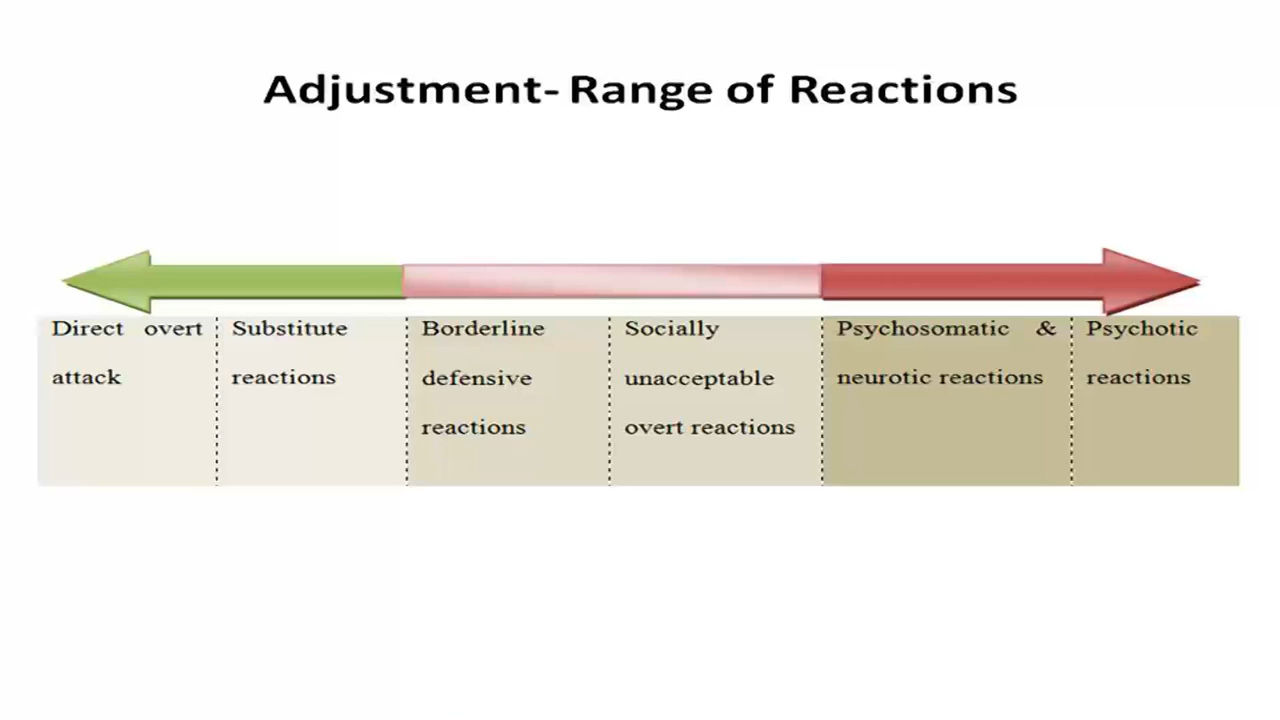 Adjustment- Range of Reactions
Direct overt
attack
Substitute
reactions
Borderline
defensive
reactions
Socially
unacceptable
overt reactions
Psychosomatic &
neurotic reactions
Psychotic
reactions